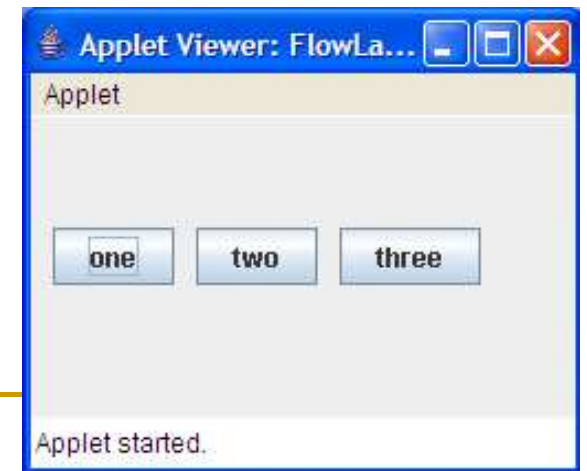 Applet Viewer: FlowLa...
Applet
one two three
Applet started.